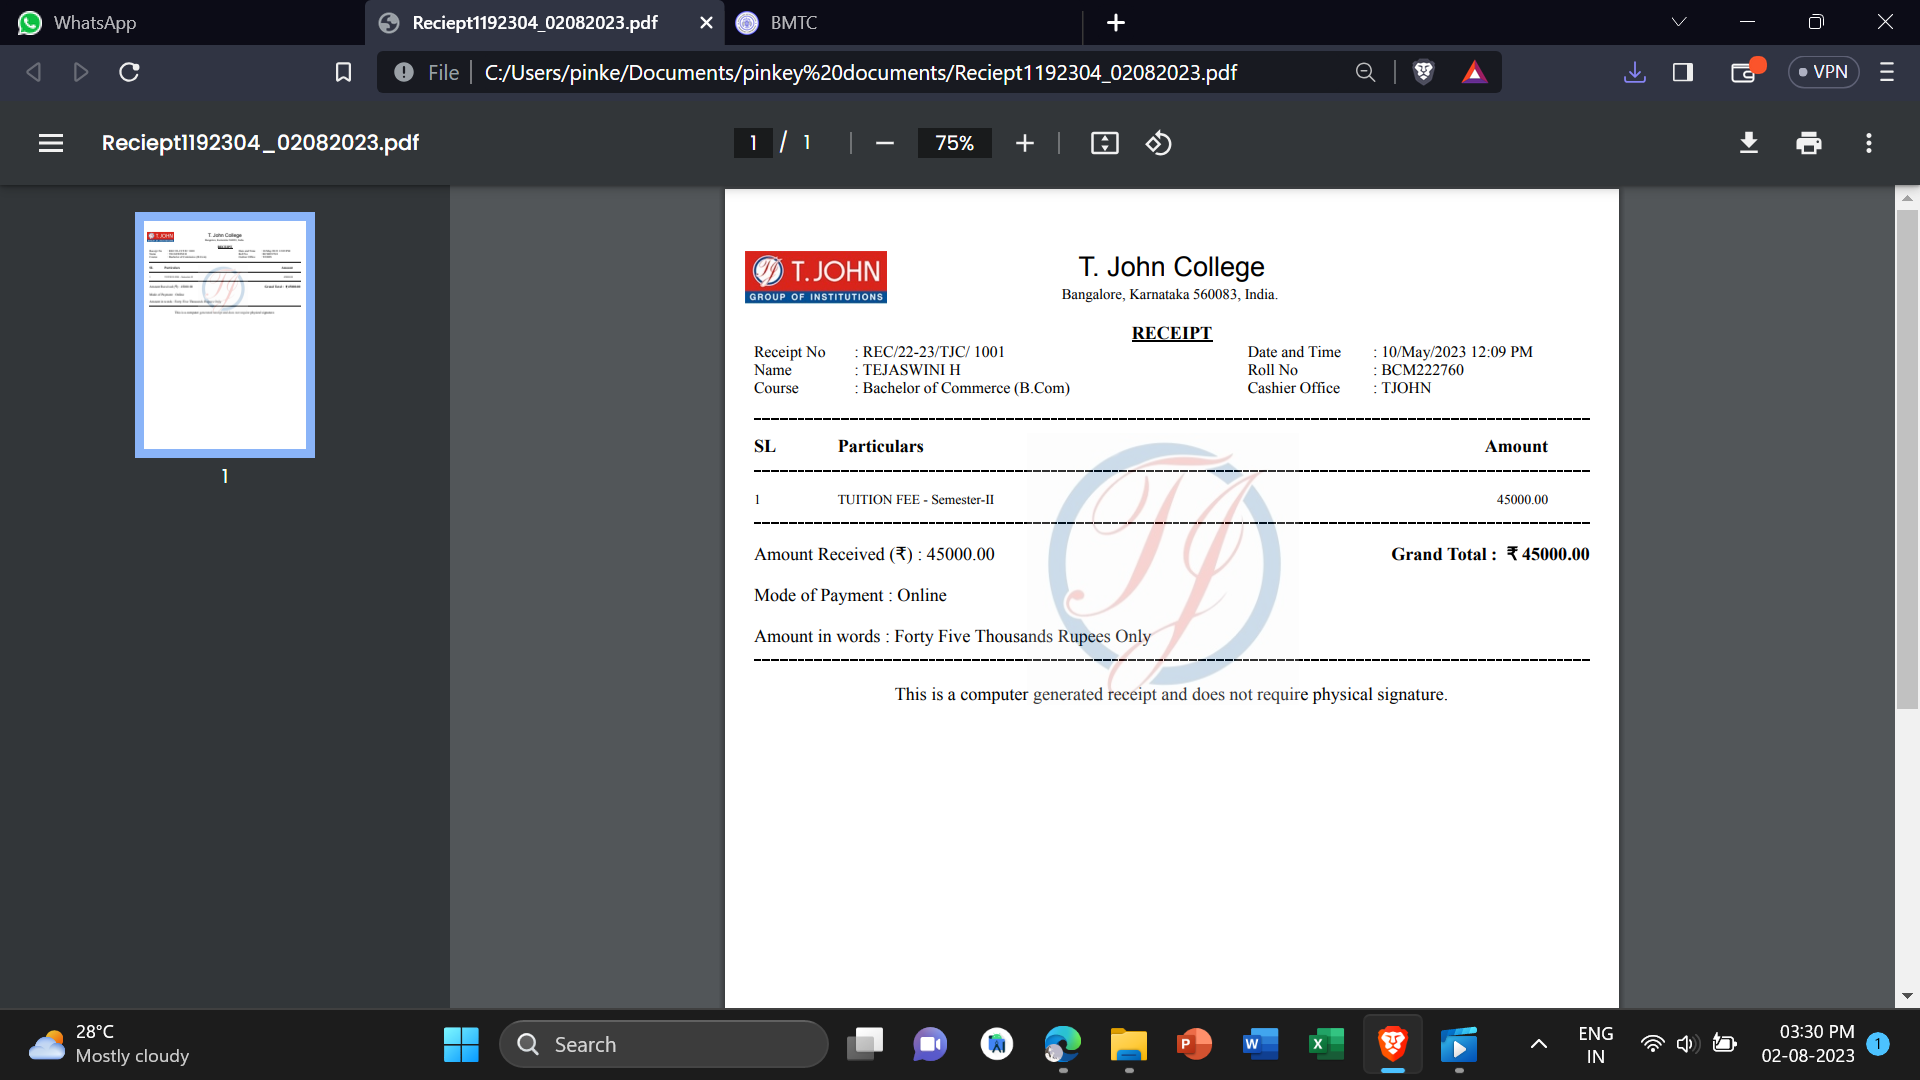 WhatsApp
Reciept1192304_02082023.pdf
BMTC
File
C:/Users/pinke/Documents/pinkey%20documents/Reciept1192304_02082023.pdf
VPN
Reciept1192304_02082023.pdf
1 / 1
75%
1
T. JOHN
GROUP OF INSTITUTIONS
T. John College
Bangalore, Karnataka 560083, India.
RECEIPT
Receipt No : REC/22-23/TJC/ 1001 Date and Time : 10/May/2023 12:09 PM
Name : TEJASWINI H Roll No : BCM222760
Course : Bachelor of Commerce (B.Com) Cashier Office : TJOHN
SL Particulars Amount
1 TUITION FEE - Semester-II 45000.00
Amount Received (₹) : 45000.00 Grand Total : ₹ 45000.00
Mode of Payment : Online
Amount in words : Forty Five Thousands Rupees Only
This is a computer generated receipt and does not require physical signature.
28°C
Mostly cloudy
Search
ENG
IN
03:30 PM
02-08-2023
1